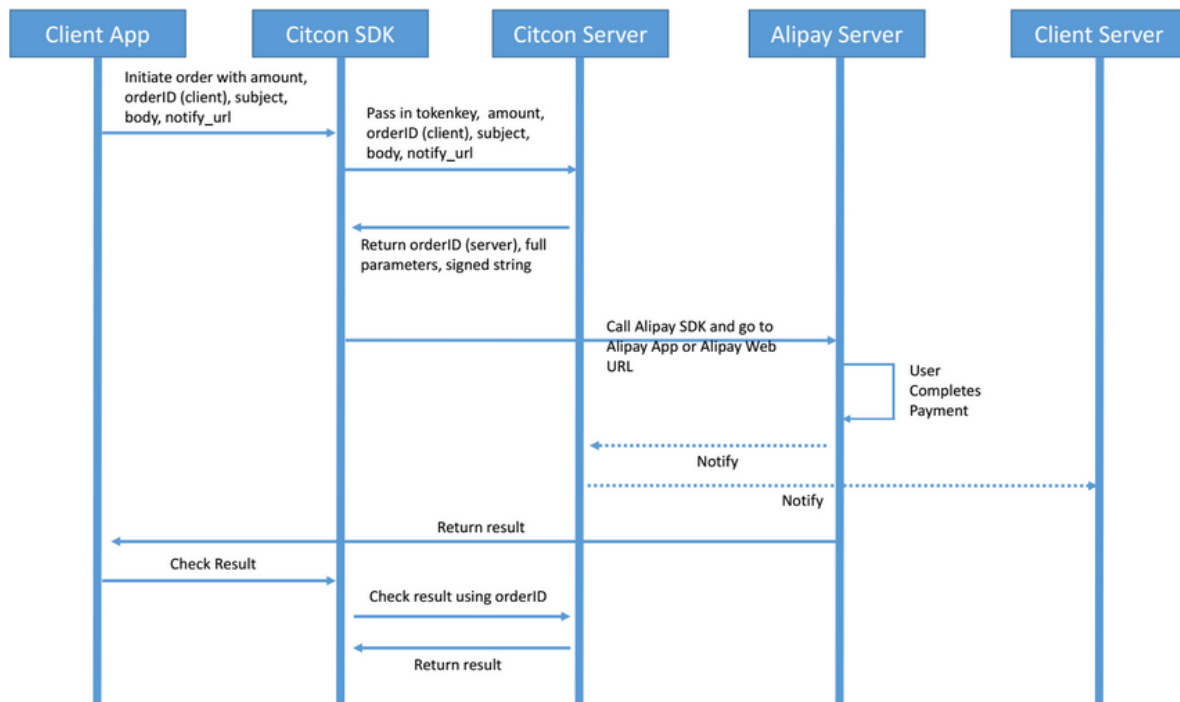 Client App
Citcon SDK
Citcon Server
Alipay Server
Client Server
Initiate order with amount,
orderID (client), subject,
body, notify_url
Pass in tokenkey,  amount,
orderID (client), subject,
body, notify_url
Return orderID (server), full
parameters, signed string
Call Alipay SDK and go to
Alipay App or Alipay Web
URL
User
Completes
Payment
Notify
Notify
Return result
Check Result
Check result using orderID
Return result